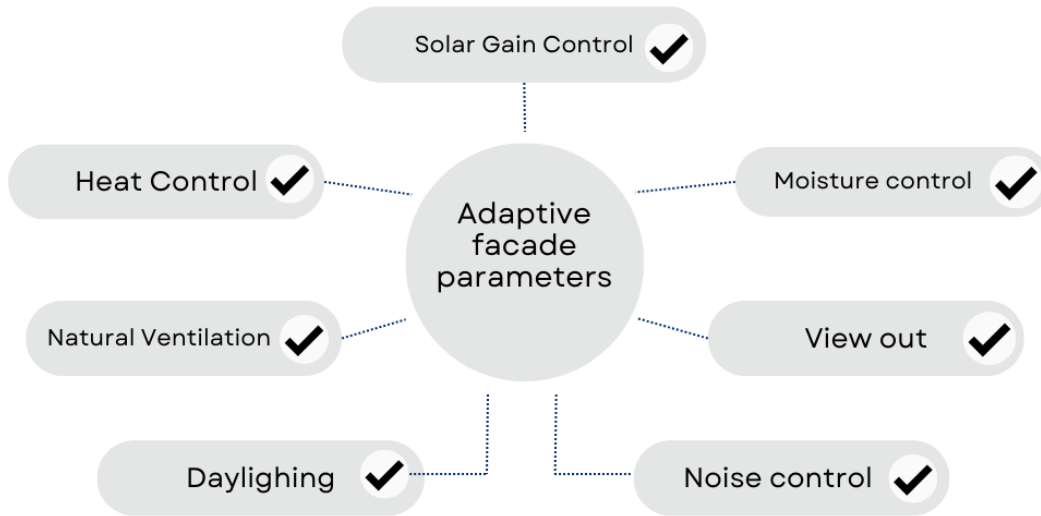 Solar Gain Control
Heat Control
Moisture control
Adaptive
facade
parameters
Natural Ventilation
View out
Daylighing
Noise control